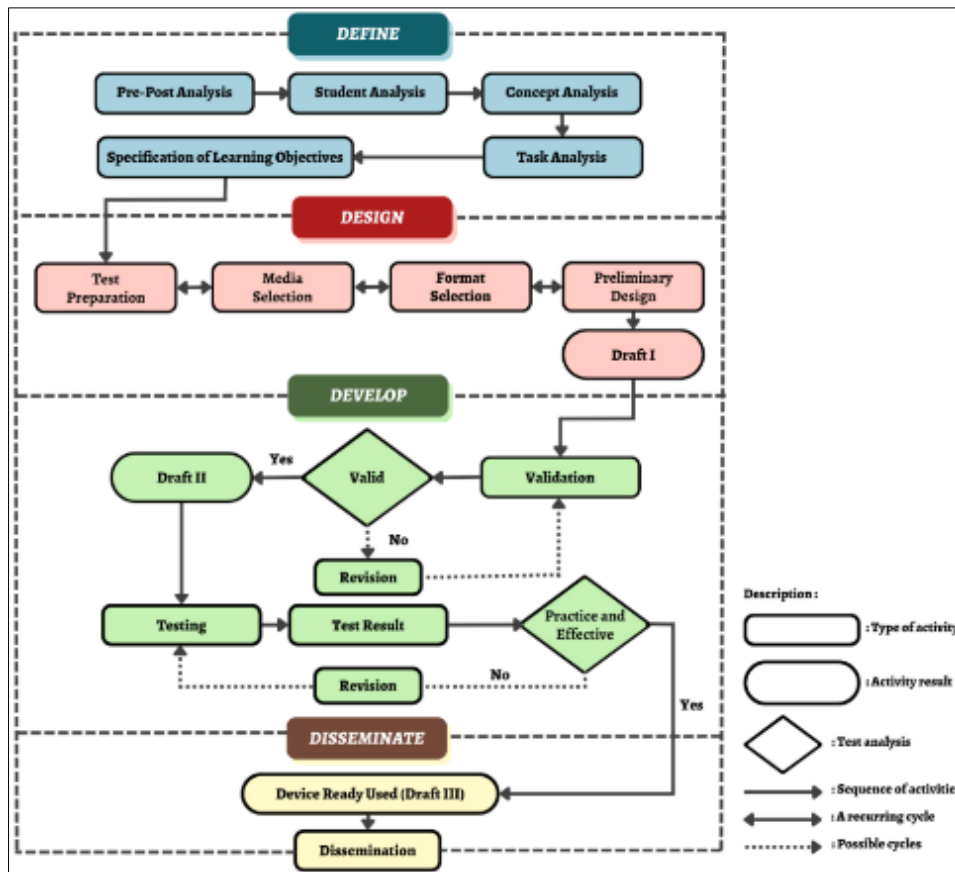 DEFINE
Pre-Post Analysis
Student Analysis
Concept Analysis
Specification of Learning Objectives
Task Analysis
DESIGN
Test
Preparation
Media
Selection
Format
Selection
Preliminary
Design
Draft I
DEVELOP
Draft II
Yes
Valid
Validation
No
Revision
Testing
Test Result
Practice and
Effective
Revision
No
Yes
DISSEMINATE
Device Ready Used (Draft III)
Dissemination
Description :
: Type of activity
: Activity result
: Test analysis
: Sequence of activities
: A recurring cycle
: Possible cycles